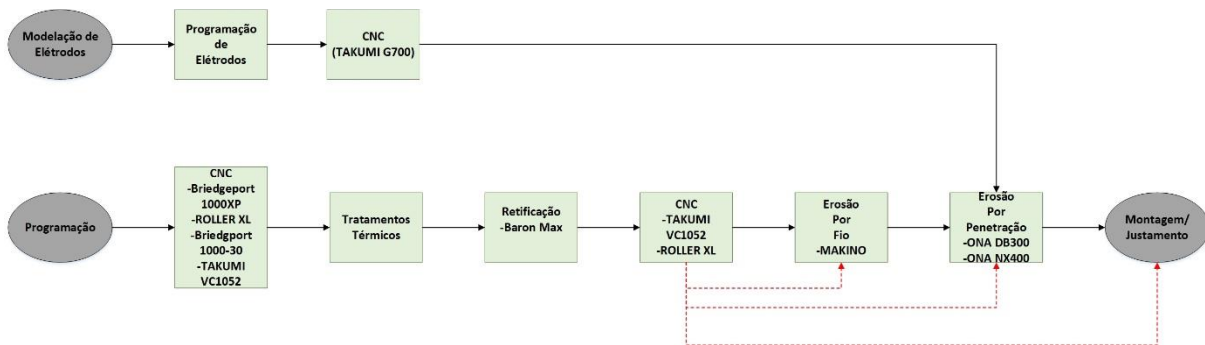 Modelação de
Elétrodos
Programação
de
Elétrodos
CNC
(TAKUMI G700)
Programação
CNC
-Briedgeport
1000XP
-ROLLER XL
-Briedgport
1000-30
-TAKUMI
VC1052
Tratamentos
Térmicos
Retificação
-Baron Max
CNC
-TAKUMI
VC1052
-ROLLER XL
Erosão
Por
Fio
-MAKINO
Erosão
Por
Penetração
-ONA DB300
-ONA NX400
Montagem/
Justamento